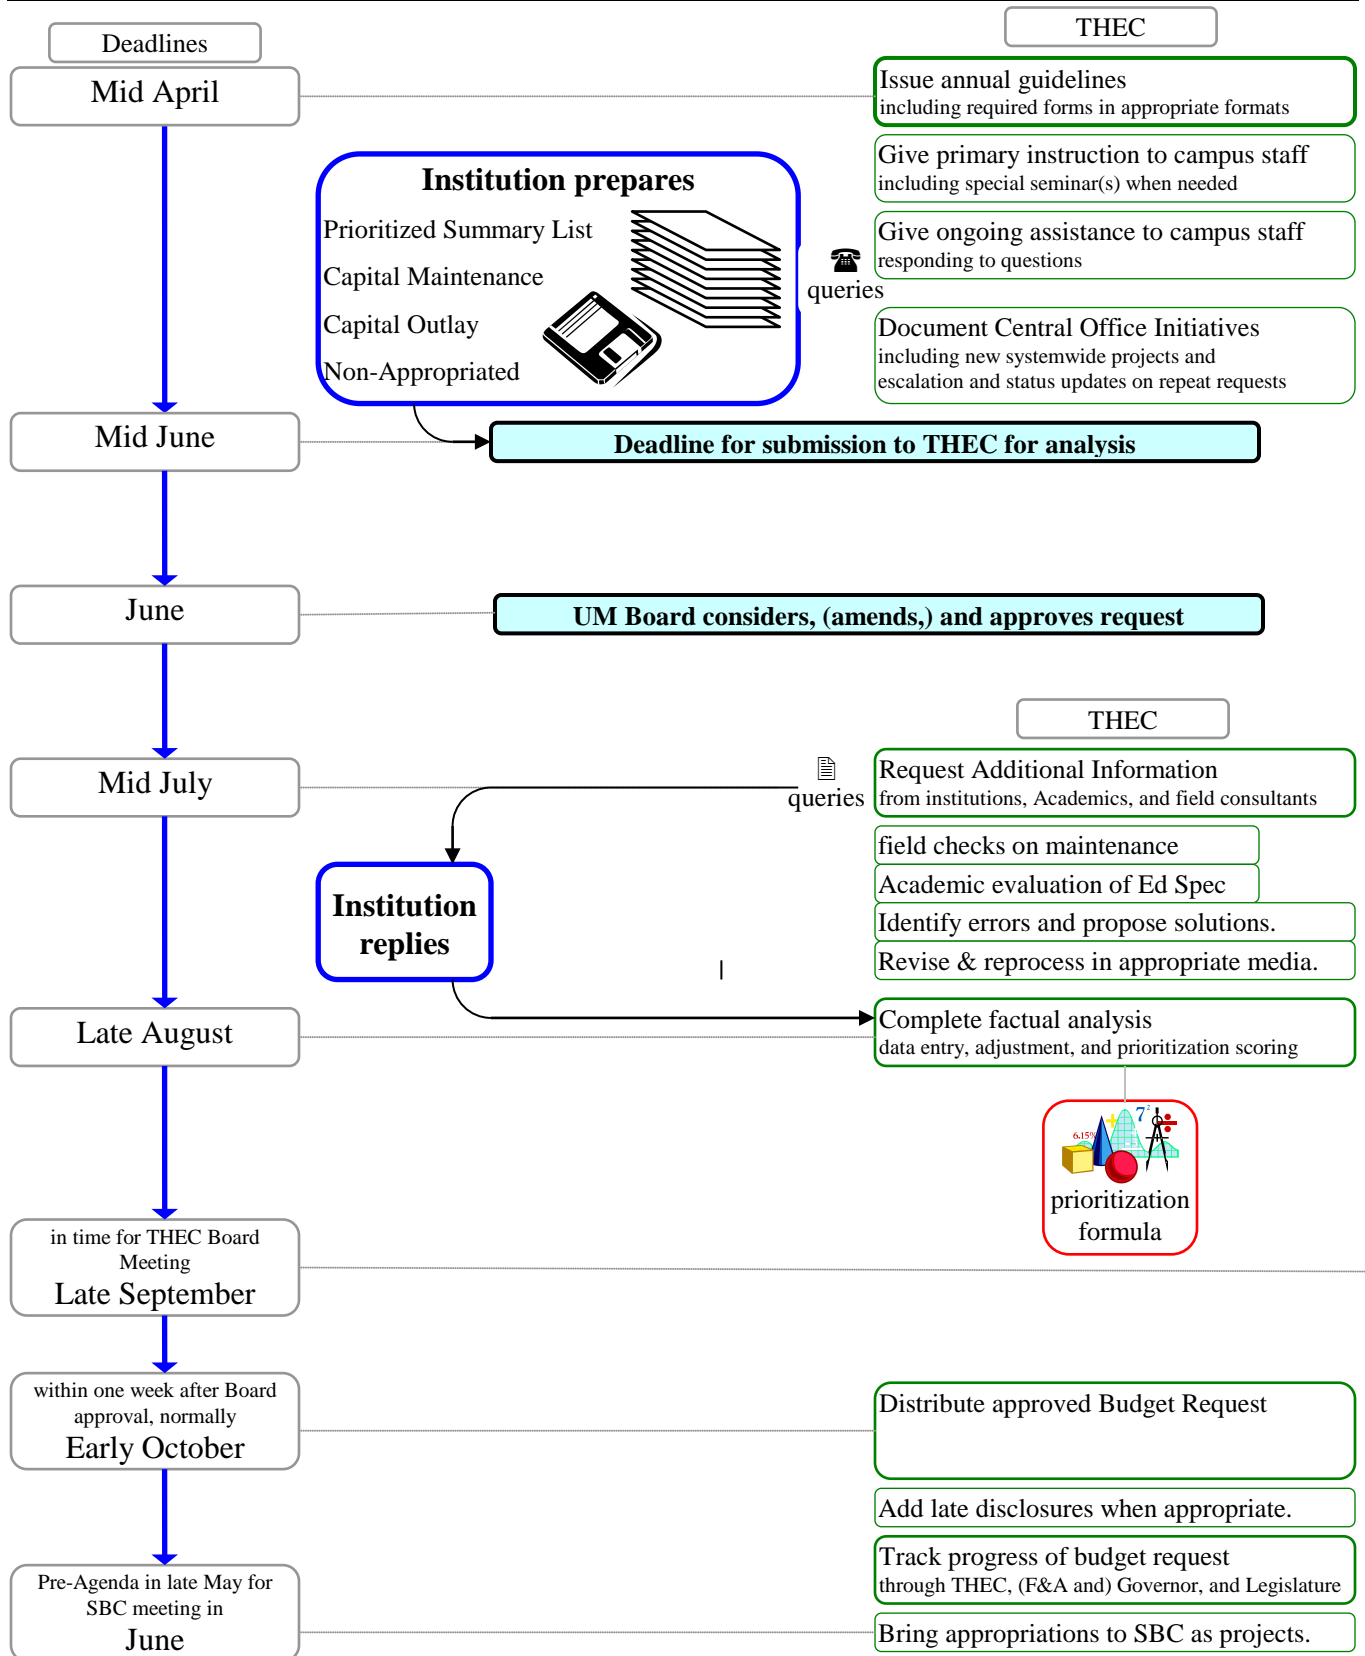 Deadlines
THEC
Mid April
Issue annual guidelines
including required forms in appropriate formats
Give primary instruction to campus staff
including special seminar(s) when needed
Institution prepares
Prioritized Summary List
Capital Maintenance
Capital Outlay
Non-Appropriated
queries
Give ongoing assistance to campus staff
responding to questions
Document Central Office Initiatives
including new systemwide projects and
escalation and status updates on repeat requests
Mid June
Deadline for submission to THEC for analysis
June
UM Board considers, (amends,) and approves request
THEC
Mid July
queries
Request Additional Information
from institutions, Academics, and field consultants
field checks on maintenance
Academic evaluation of Ed Spec
Identify errors and propose solutions.
Revise & reprocess in appropriate media.
Institution
replies
Late August
Complete factual analysis
data entry, adjustment, and prioritization scoring
6.15%
7²
prioritization
formula
in time for THEC Board
Meeting
Late September
within one week after Board
approval, normally
Early October
Distribute approved Budget Request
Add late disclosures when appropriate.
Track progress of budget request
through THEC, (F&A and) Governor, and Legislature
Pre-Agenda in late May for
SBC meeting in
June
Bring appropriations to SBC as projects.